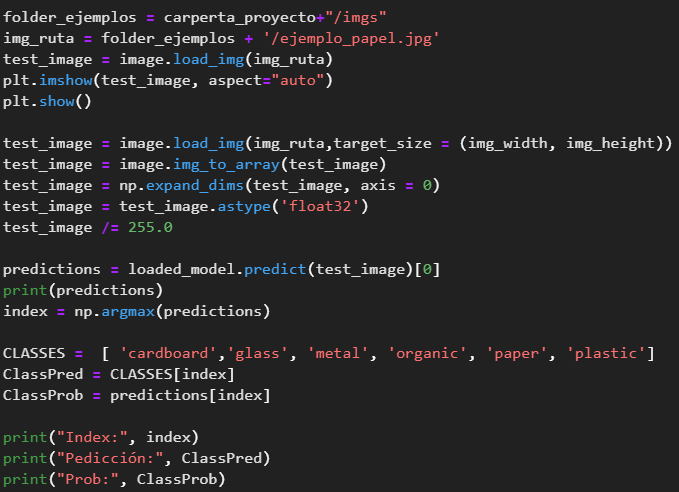 folder_ejemplos = carperta_proyecto+"/imgs"
img_ruta = folder_ejemplos + '/ejemplo_papel.jpg'
test_image = image.load_img(img_ruta)
plt.imshow(test_image, aspect="auto")
plt.show()

test_image = image.load_img(img_ruta,target_size = (img_width, img_height))
test_image = image.img_to_array(test_image)
test_image = np.expand_dims(test_image, axis = 0)
test_image = test_image.astype('float32')
test_image /= 255.0

predictions = loaded_model.predict(test_image)[0]
print(predictions)
index = np.argmax(predictions)

CLASSES =  [ 'cardboard','glass', 'metal', 'organic', 'paper', 'plastic']
ClassPred = CLASSES[index]
ClassProb = predictions[index]

print("Index:", index)
print("Pedicción:", ClassPred)
print("Prob:", ClassProb)